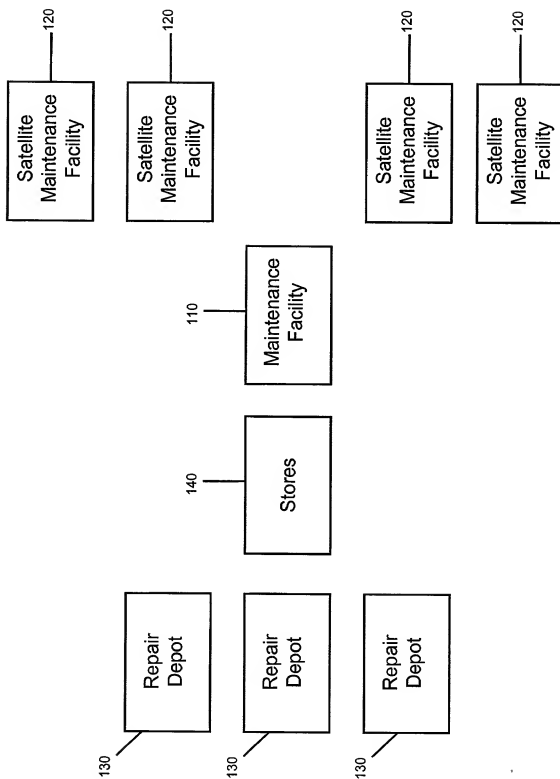 130
Repair
Depot
130
Repair
Depot
130
Repair
Depot
140
Stores
110
Maintenance
Facility
Satellite
Maintenance
Facility
120
Satellite
Maintenance
Facility
120
Satellite
Maintenance
Facility
120
Satellite
Maintenance
Facility
120